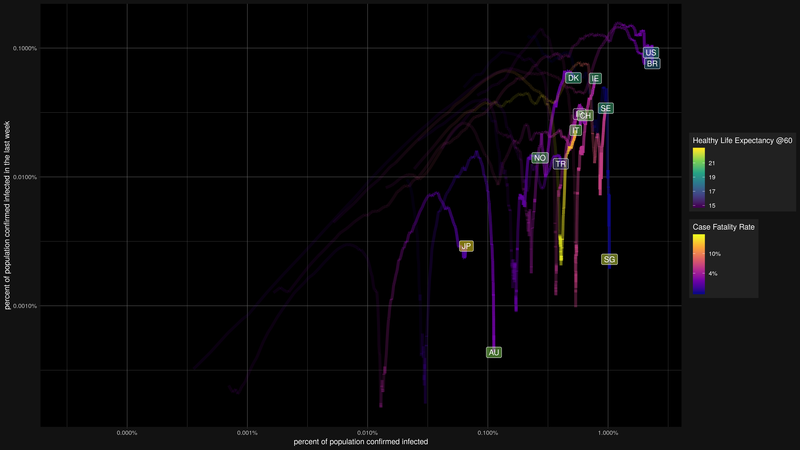 0.1000%
US
BR
DK
IE
SE
CH
IT
NO
TR
0.0100%
JP
SG
0.0010%
AU
percent of population confirmed infected in the last week
0.000%
0.001%
0.010%
0.100%
1.000%
percent of population confirmed infected
Healthy Life Expectancy @60
21
19
17
15
Case Fatality Rate
10%
4%